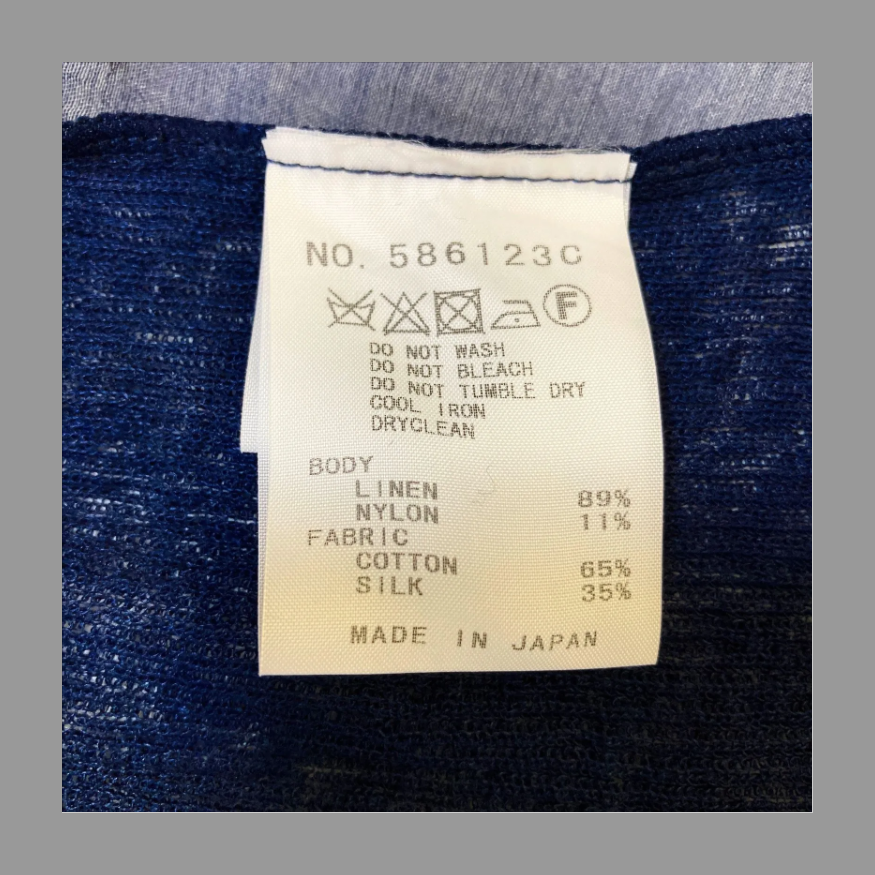 NO. 586123C
F
DO NOT WASH
DO NOT BLEACH
DO NOT TUMBLE DRY
COOL IRON
DRYCLEAN
BODY
LINEN 89%
NYLON 11%
FABRIC
COTTON 65%
SILK 35%
MADE IN JAPAN